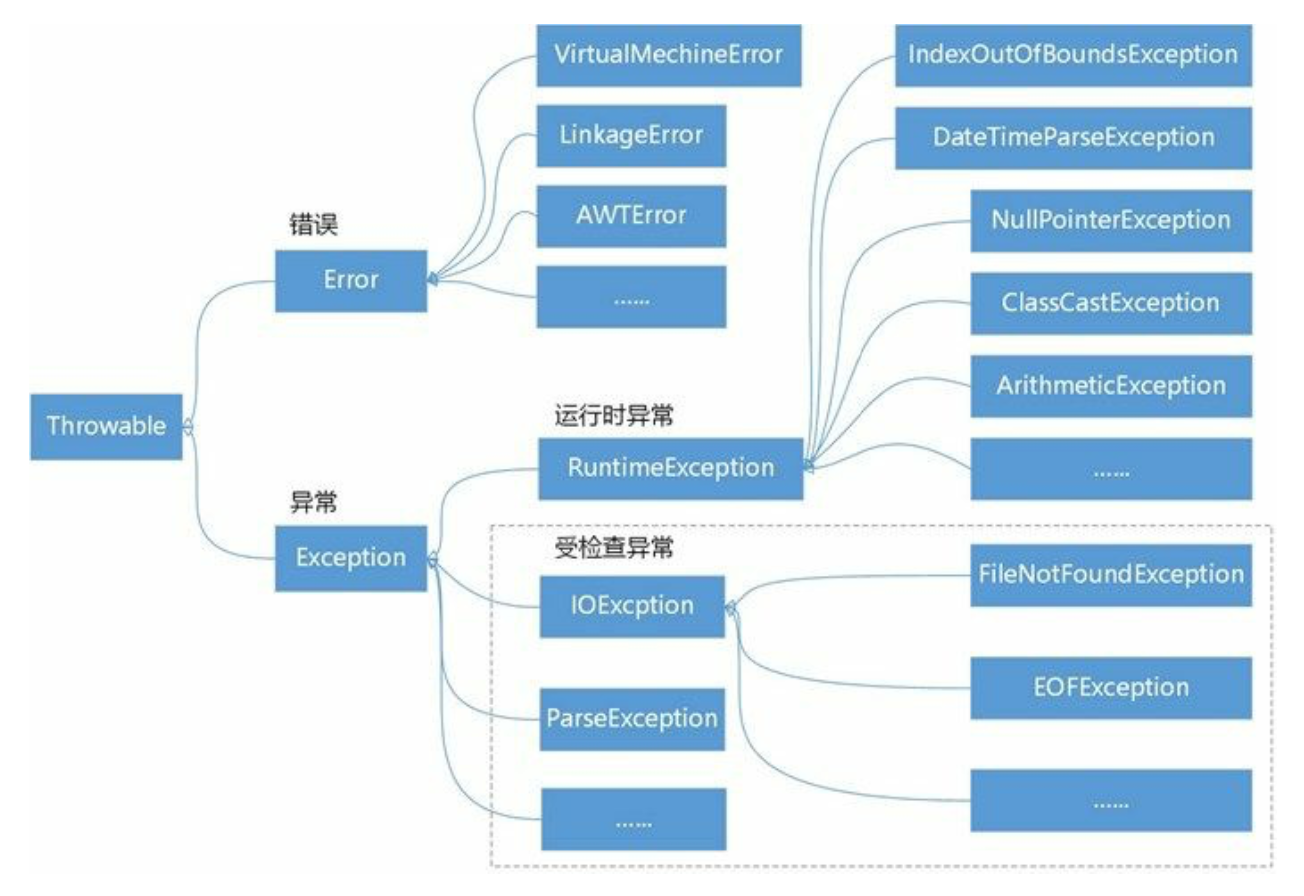 VirtualMechineError
IndexOutOfBoundsException
LinkageError
DateTimeParseException
AWTError
NullPointerException
错误
Error
......
ClassCastException
ArithmeticException
Throwable
运行时异常
RuntimeException
......
异常
Exception
受检查异常
IOExcption
FileNotFoundException
EOFException
ParseException
......
......